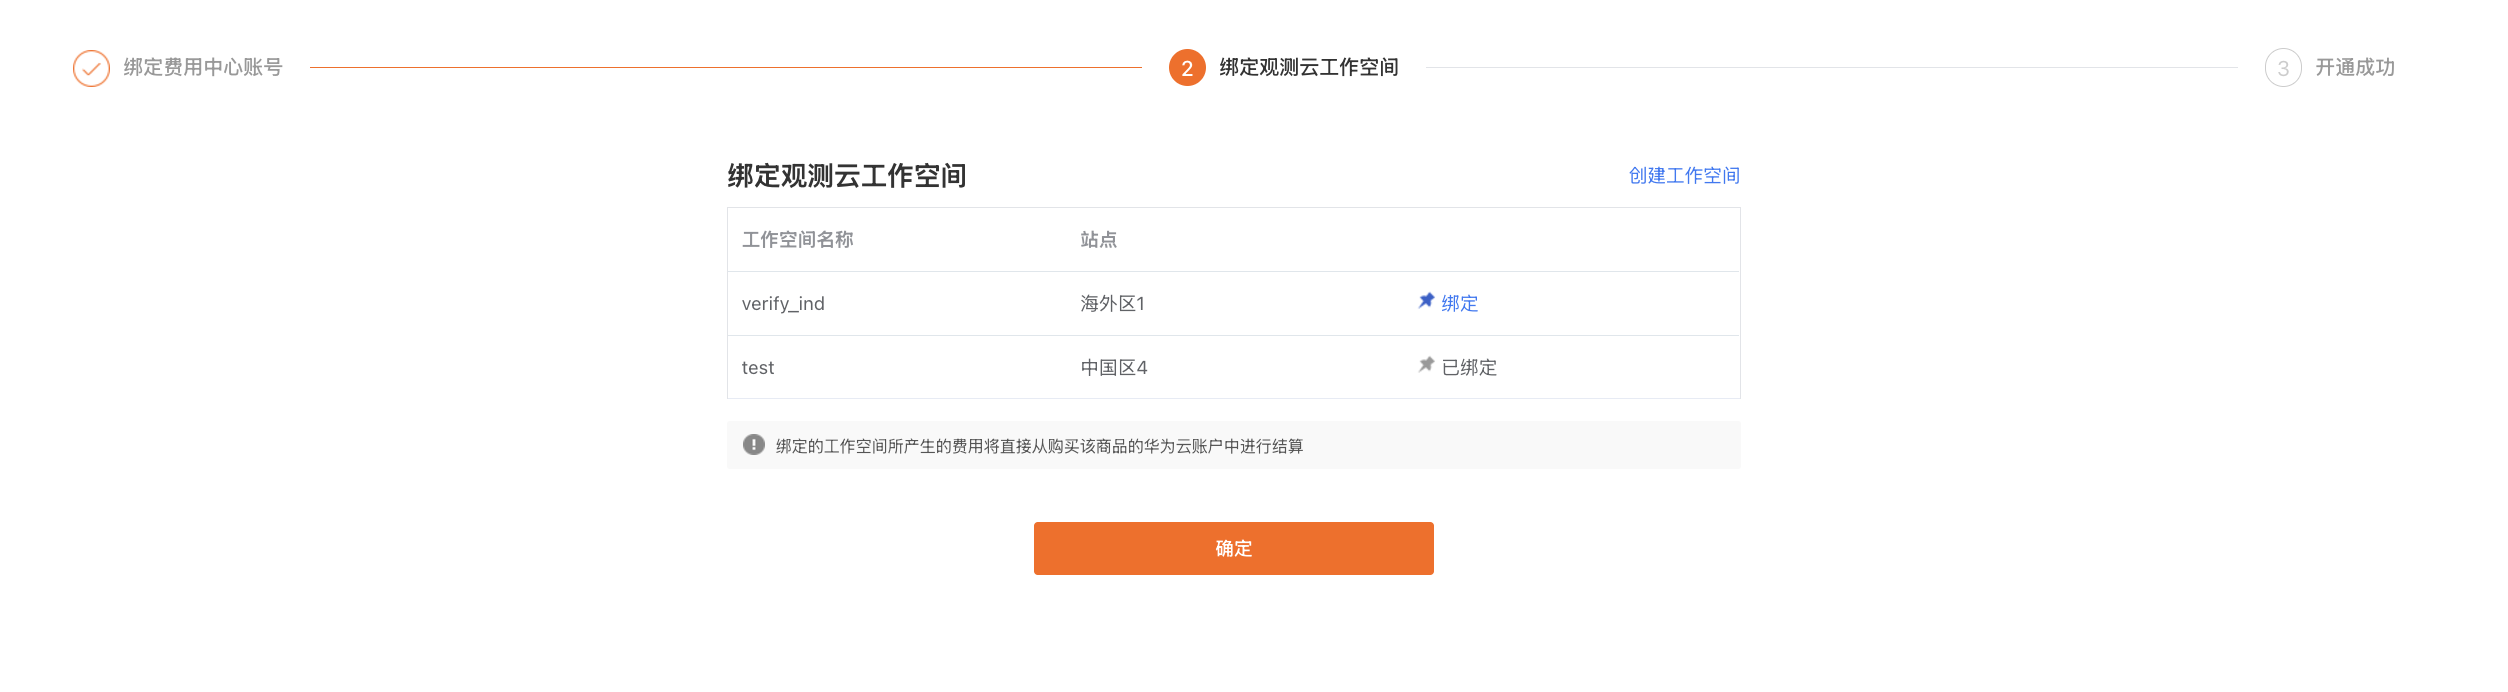 绑定费用中心账号
2 绑定观测云工作空间
3 开通成功
绑定观测云工作空间
创建工作空间
工作空间名称 站点
verify_ind 海外区1 绑定
test 中国区4 已绑定
绑定的工作空间所产生的费用将直接从购买该商品的华为云账户中进行结算
确定